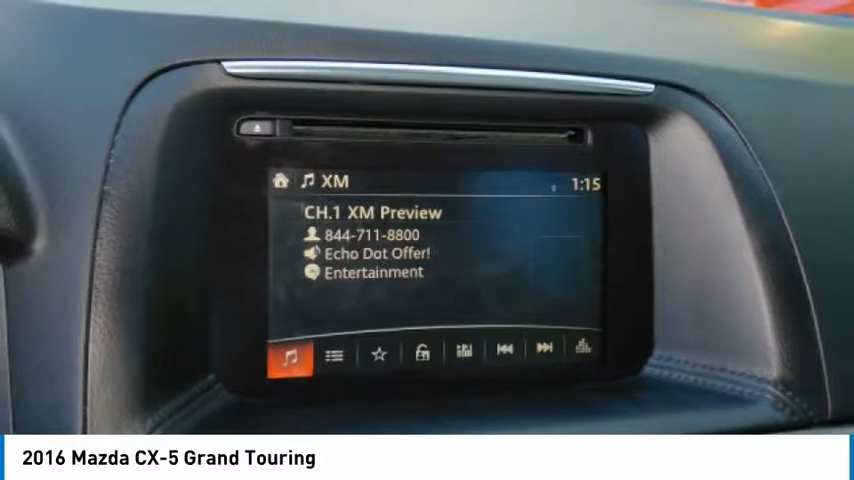 XM 1:15
CH.1 XM Preview
844-711-8800
Echo Dot Offer!
Entertainment
2016 Mazda CX-5 Grand Touring